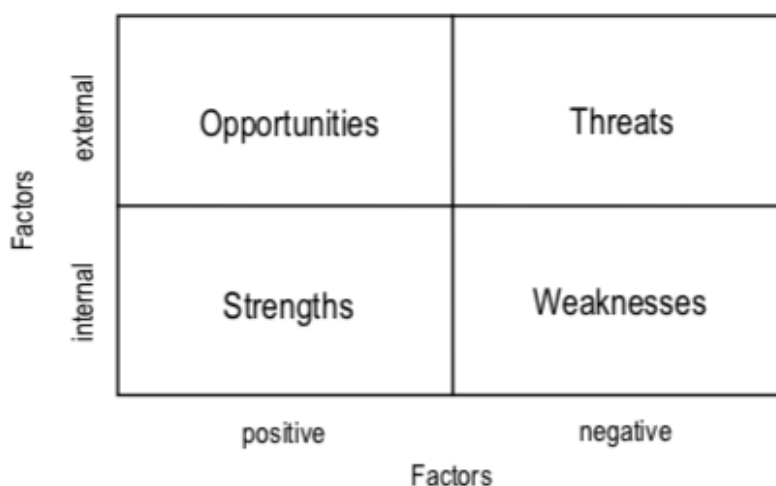 external
Opportunities
Threats
Factors
internal
Strengths
Weaknesses
positive
negative
Factors